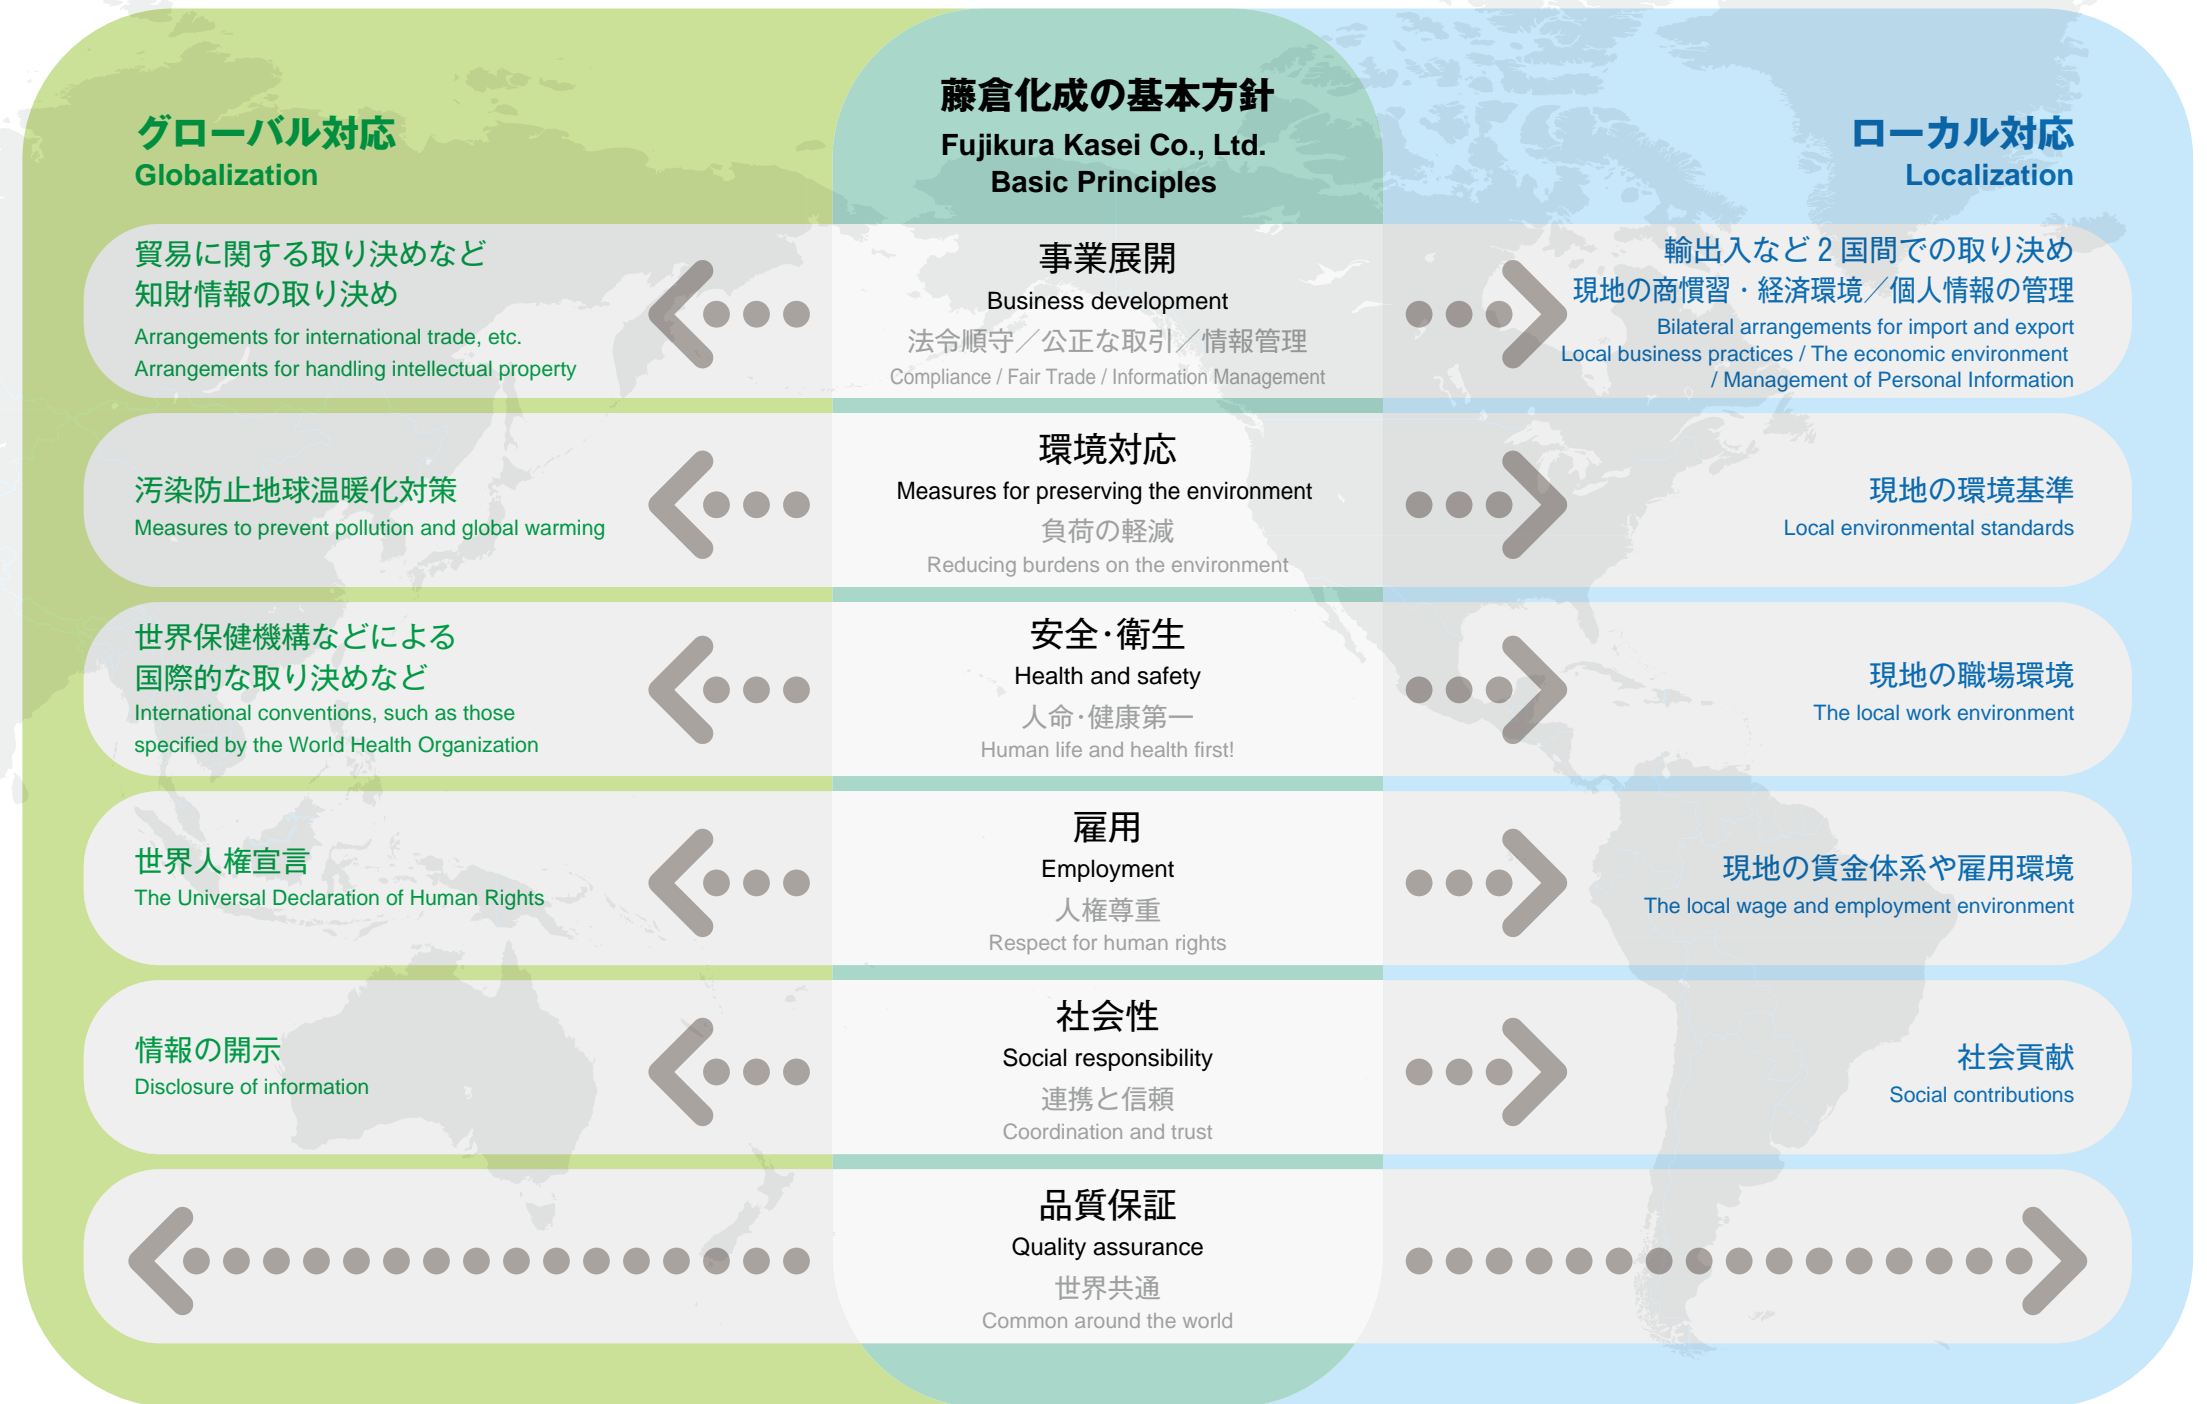 藤倉化成の基本方針
Fujikura Kasei Co., Ltd.
Basic Principles
グローバル対応
Globalization
ローカル対応
Localization
貿易に関する取り決めなど
知財情報の取り決め
Arrangements for international trade, etc.
Arrangements for handling intellectual property
事業展開
Business development
法令順守／公正な取引／情報管理
Compliance / Fair Trade / Information Management
輸出入など２国間での取り決め
現地の商慣習・経済環境／個人情報の管理
Bilateral arrangements for import and export
Local business practices / The economic environment
/ Management of Personal Information
汚染防止地球温暖化対策
Measures to prevent pollution and global warming
環境対応
Measures for preserving the environment
負荷の軽減
Reducing burdens on the environment
現地の環境基準
Local environmental standards
世界保健機構などによる
国際的な取り決めなど
International conventions, such as those
specified by the World Health Organization
安全･衛生
Health and safety
人命･健康第一
Human life and health first!
現地の職場環境
The local work environment
世界人権宣言
The Universal Declaration of Human Rights
雇用
Employment
人権尊重
Respect for human rights
現地の賃金体系や雇用環境
The local wage and employment environment
情報の開示
Disclosure of information
社会性
Social responsibility
連携と信頼
Coordination and trust
社会貢献
Social contributions
品質保証
Quality assurance
世界共通
Common around the world